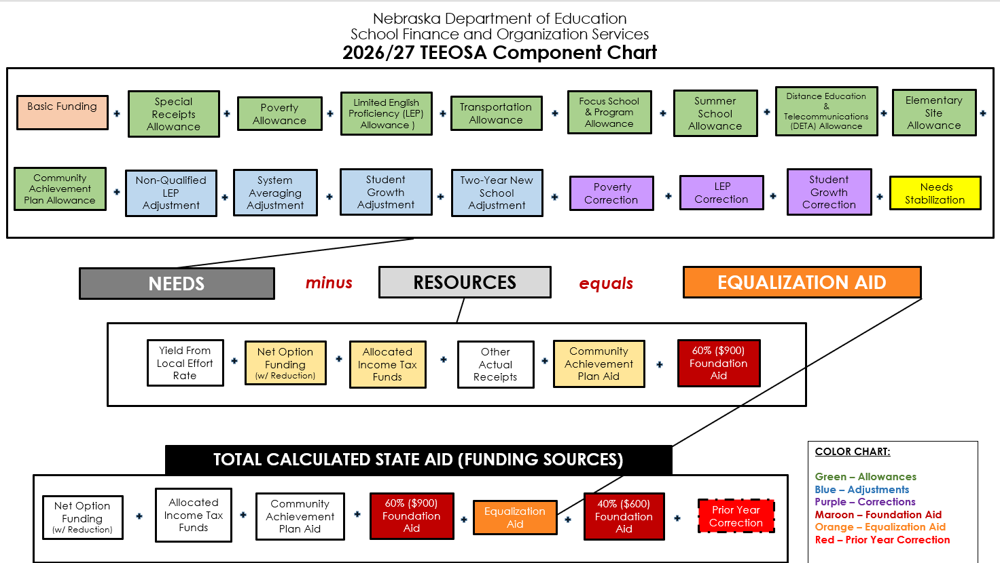 Nebraska Department of Education
School Finance and Organization Services
2026/27 TEEOSA Component Chart
Basic Funding
+
Special
Receipts
Allowance
+
Poverty
Allowance
+
Limited English
Proficiency (LEP)
Allowance )
+
Transportation
Allowance
+
Focus School
& Program
Allowance
+
Summer
School
Allowance
+
Distance Education
&
Telecommunications
(DETA) Allowance
+
Elementary
Site
Allowance
+
Community
Achievement
Plan Allowance
+
Non-Qualified
LEP
Adjustment
+
System
Averaging
Adjustment
+
Student
Growth
Adjustment
+
Two-Year New
School
Adjustment
+
Poverty
Correction
+
LEP
Correction
+
Student
Growth
Correction
+
Needs
Stabilization
NEEDS
minus
RESOURCES
equals
EQUALIZATION AID
Yield From
Local Effort
Rate
+
Net Option
Funding
(w/ Reduction)
+
Allocated
Income Tax
Funds
+
Other
Actual
Receipts
+
Community
Achievement
Plan Aid
+
60% ($900)
Foundation
Aid
TOTAL CALCULATED STATE AID (FUNDING SOURCES)
Net Option
Funding
(w/ Reduction)
+
Allocated
Income Tax
Funds
+
Community
Achievement
Plan Aid
+
60% ($900)
Foundation
Aid
+
Equalization
Aid
+
40% ($600)
Foundation
Aid
+
Prior Year
Correction
COLOR CHART:
Green – Allowances
Blue – Adjustments
Purple – Corrections
Maroon – Foundation Aid
Orange – Equalization Aid
Red – Prior Year Correction